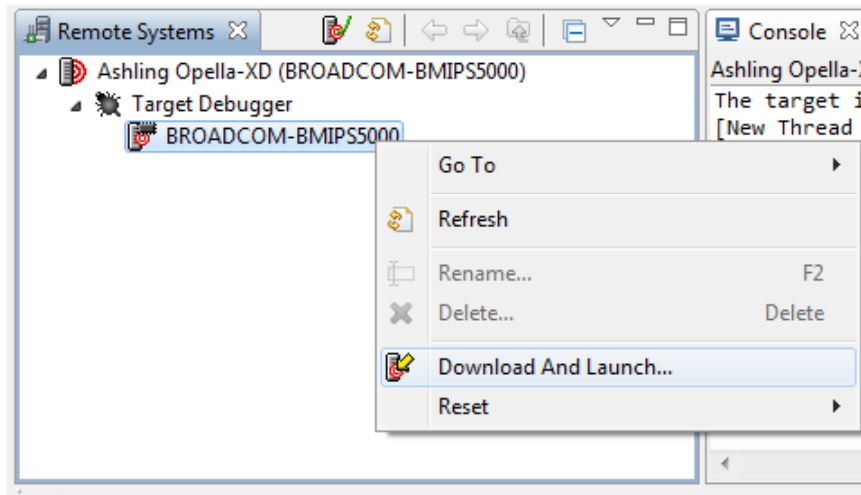 Remote Systems
Console
Ashling Opella-XD (BROADCOM-BMIPS5000)
Target Debugger
BROADCOM-BMIPS5000
Ashling Opella-
The target i
[New Thread
Go To
Refresh
Rename... F2
Delete... Delete
Download And Launch...
Reset